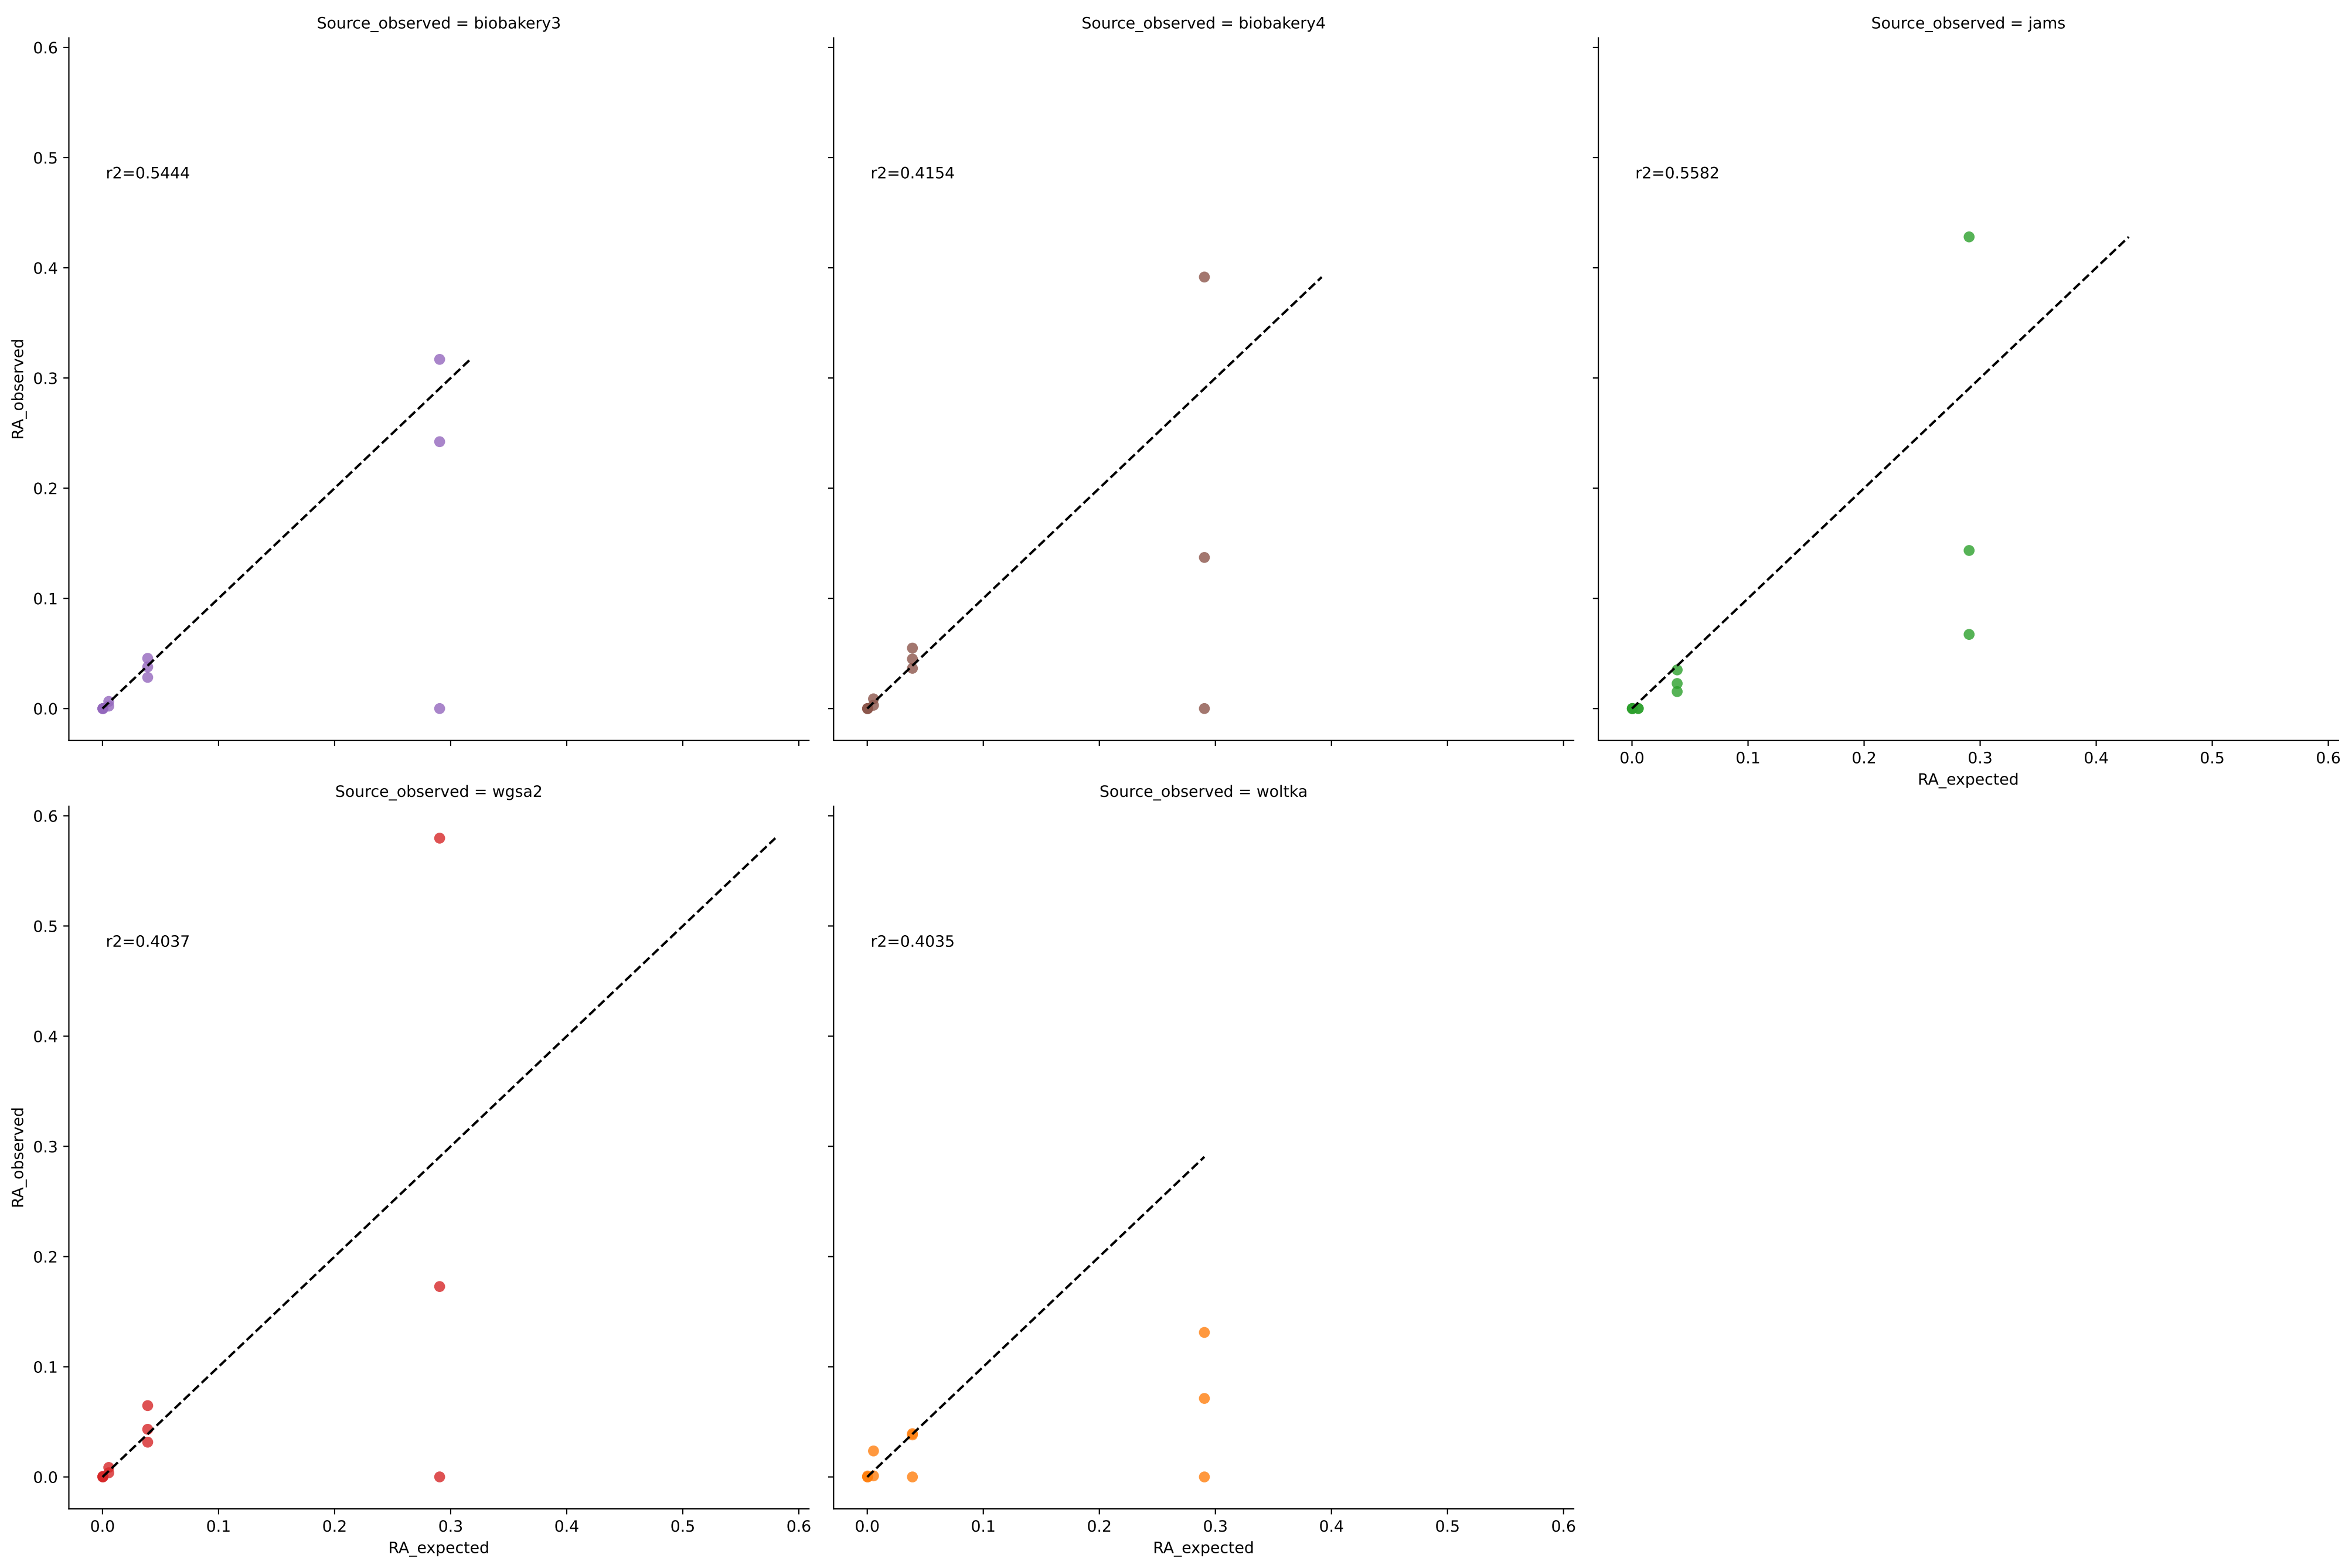 Source_observed = biobakery3
Source_observed = biobakery4
Source_observed = jams
0.6
0.5
0.4
0.3
0.2
0.1
0.0
RA_observed
r2=0.5444
r2=0.4154
r2=0.5582
0.0 0.1 0.2 0.3 0.4 0.5 0.6
RA_expected
Source_observed = wgsa2
Source_observed = woltka
0.6
0.5
0.4
0.3
0.2
0.1
0.0
RA_observed
r2=0.4037
r2=0.4035
0.0 0.1 0.2 0.3 0.4 0.5 0.6
RA_expected
0.0 0.1 0.2 0.3 0.4 0.5 0.6
RA_expected